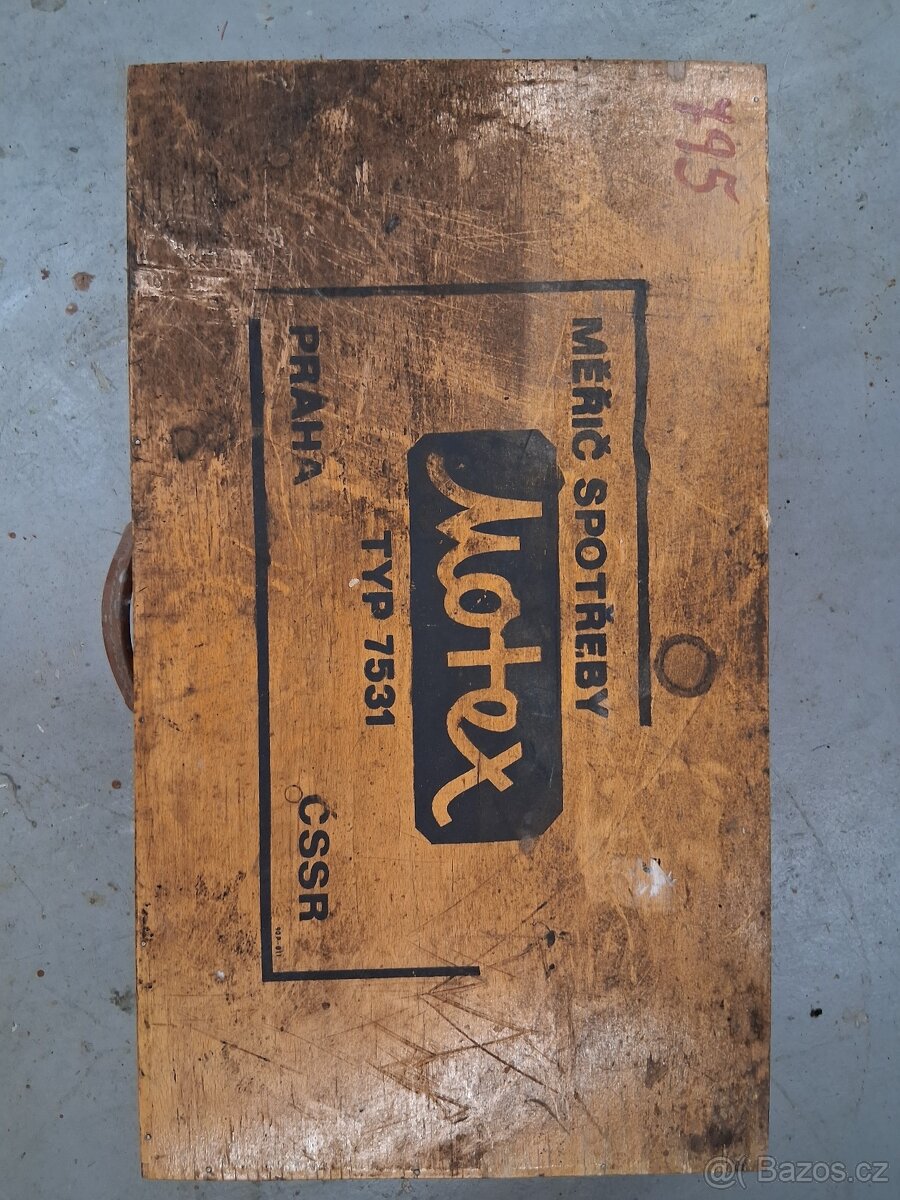 795
MĚŘIČ SPOTŘEBY
Motex
TYP 7531
PRAHA ČSSR
@( Bazos.cz